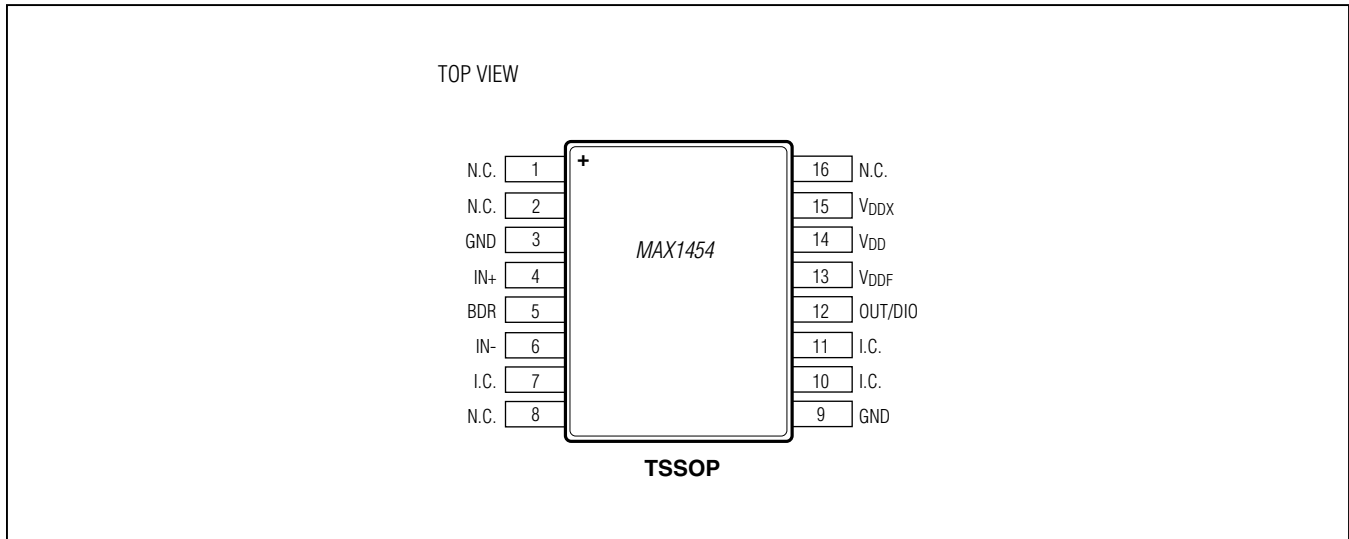 TOP VIEW
N.C. 1
N.C. 2
GND 3
IN+ 4
BDR 5
IN- 6
I.C. 7
N.C. 8
+
MAX1454
16 N.C.
15 VDDX
14 VDD
13 VDDF
12 OUT/DIO
11 I.C.
10 I.C.
9 GND
TSSOP